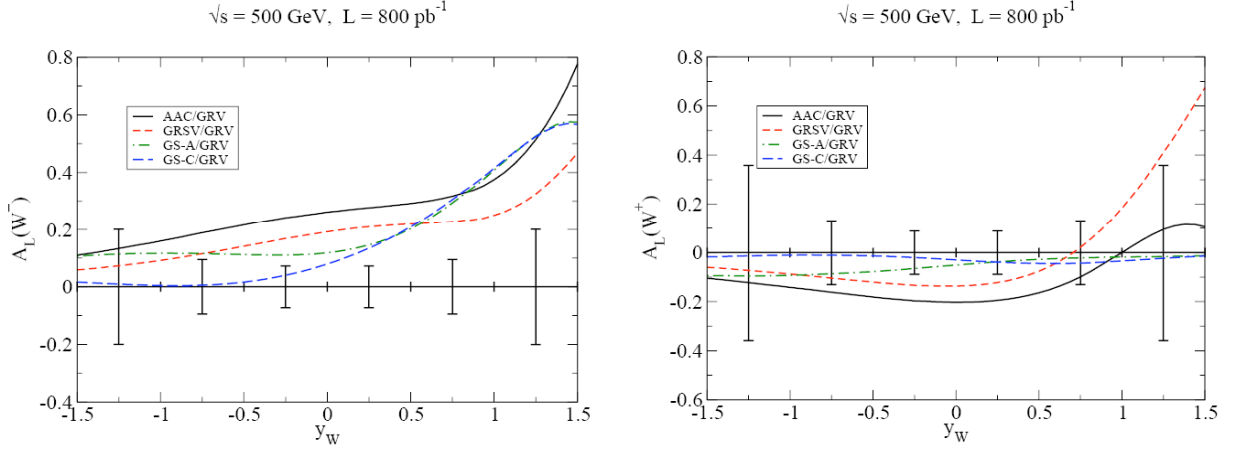 √s = 500 GeV, L = 800 pb⁻¹
0.8
0.6
0.4
0.2
0
-0.2
-0.4
A_L(W⁻)
AAC/GRV
GRSV/GRV
GS-A/GRV
GS-C/GRV
-1.5 -1 -0.5 0 0.5 1 1.5
y_W
√s = 500 GeV, L = 800 pb⁻¹
0.8
0.6
0.4
0.2
0
-0.2
-0.4
-0.6
A_L(W⁺)
AAC/GRV
GRSV/GRV
GS-A/GRV
GS-C/GRV
-1.5 -1 -0.5 0 0.5 1 1.5
y_W